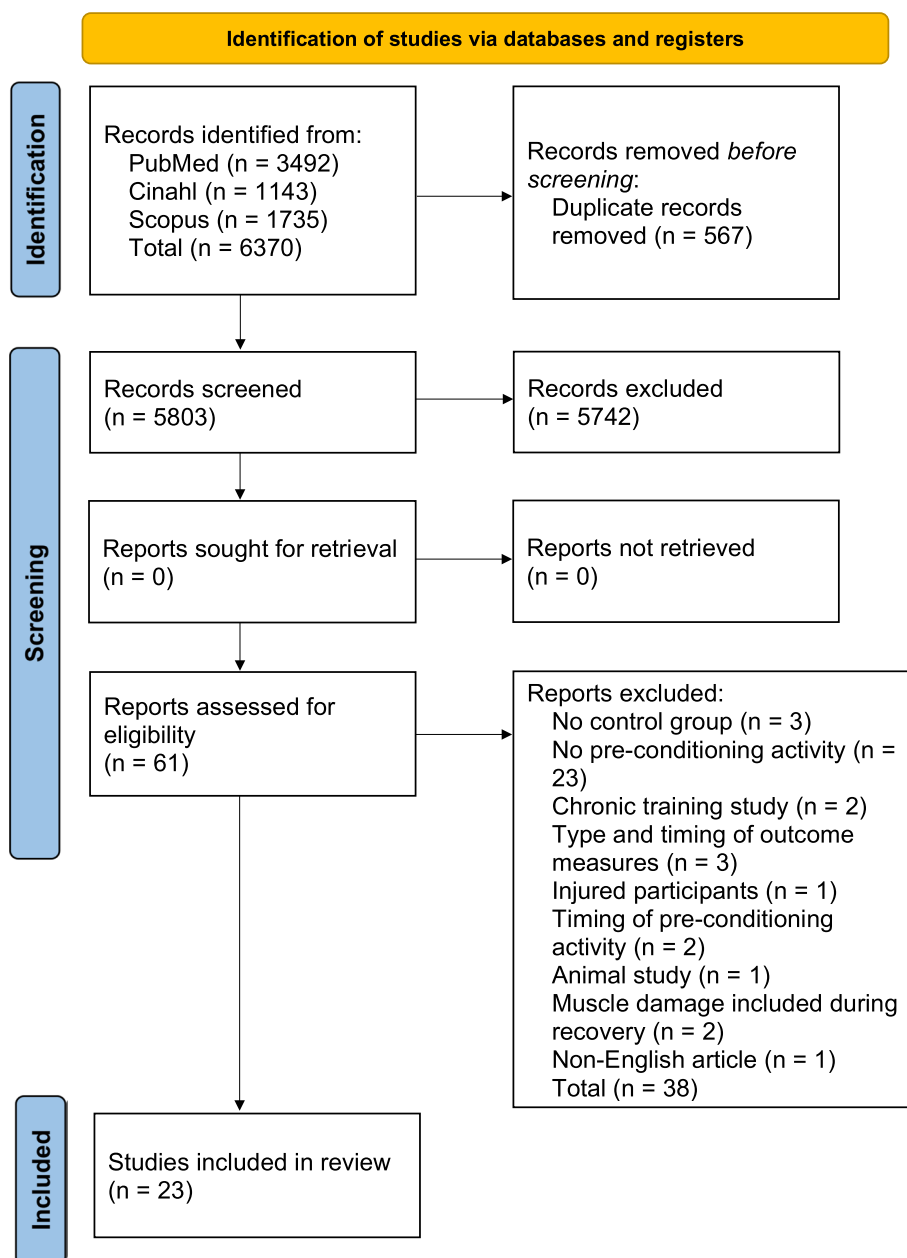 Identification of studies via databases and registers
Identification
Records identified from:
PubMed (n = 3492)
Cinahl (n = 1143)
Scopus (n = 1735)
Total (n = 6370)
Records removed before
screening:
Duplicate records
removed (n = 567)
Screening
Records screened
(n = 5803)
Records excluded
(n = 5742)
Reports sought for retrieval
(n = 0)
Reports not retrieved
(n = 0)
Reports assessed for
eligibility
(n = 61)
Reports excluded:
No control group (n = 3)
No pre-conditioning activity (n =
23)
Chronic training study (n = 2)
Type and timing of outcome
measures (n = 3)
Injured participants (n = 1)
Timing of pre-conditioning
activity (n = 2)
Animal study (n = 1)
Muscle damage included during
recovery (n = 2)
Non-English article (n = 1)
Total (n = 38)
Included
Studies included in review
(n = 23)